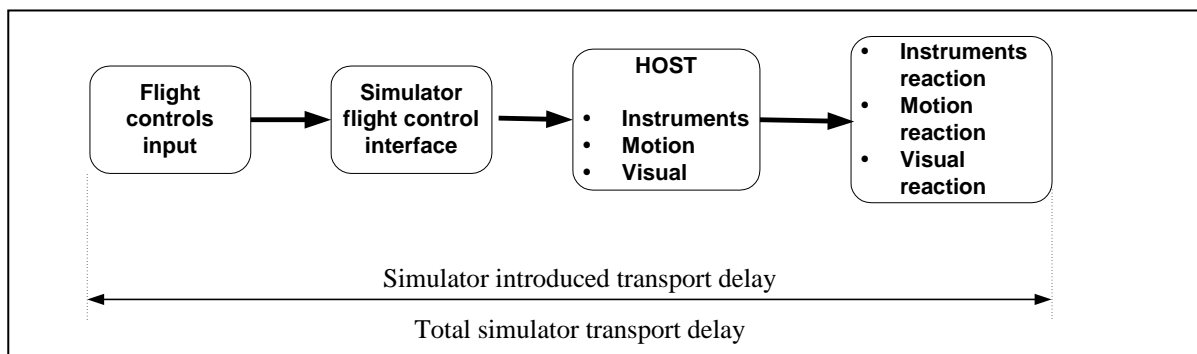 Flight
controls
input
Simulator
flight control
interface
HOST
• Instruments
• Motion
• Visual
• Instruments
reaction
• Motion
reaction
• Visual
reaction
Simulator introduced transport delay
Total simulator transport delay